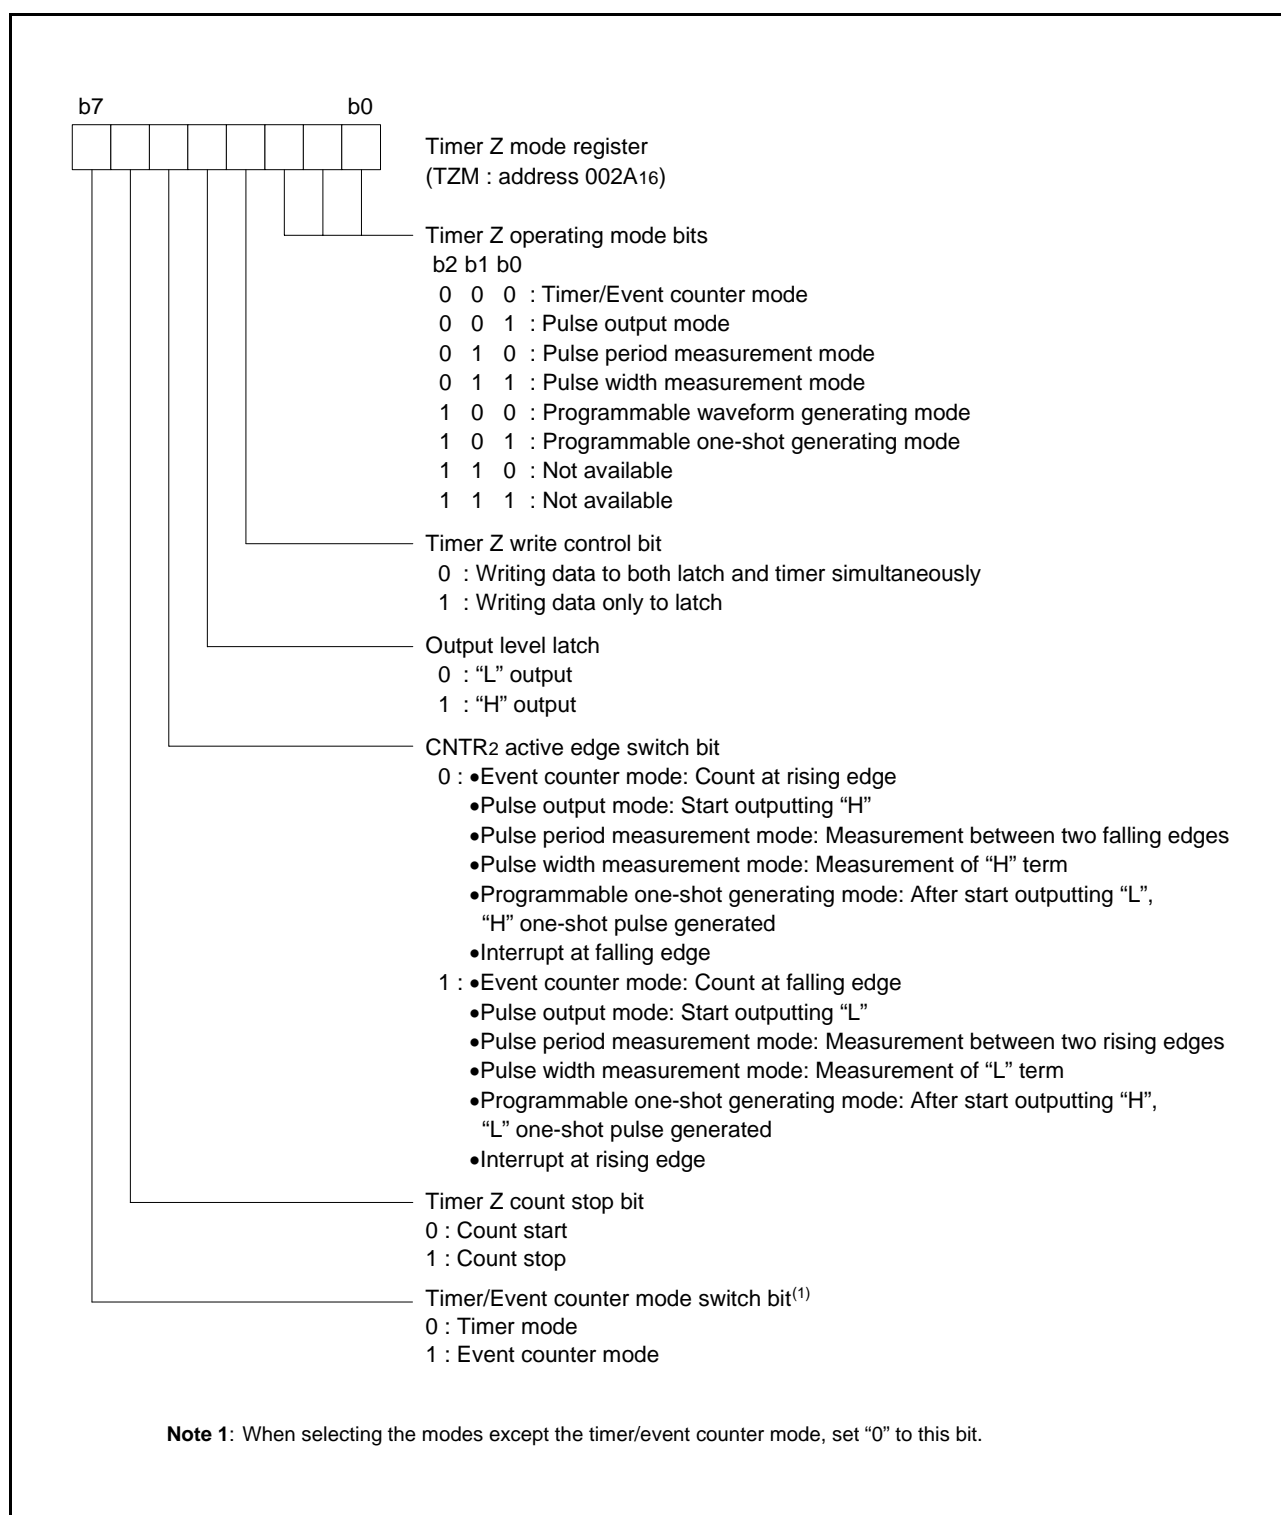 b7 b0
Timer Z mode register
(TZM : address 002A16)
Timer Z operating mode bits
b2 b1 b0
0 0 0 : Timer/Event counter mode
0 0 1 : Pulse output mode
0 1 0 : Pulse period measurement mode
0 1 1 : Pulse width measurement mode
1 0 0 : Programmable waveform generating mode
1 0 1 : Programmable one-shot generating mode
1 1 0 : Not available
1 1 1 : Not available
Timer Z write control bit
0 : Writing data to both latch and timer simultaneously
1 : Writing data only to latch
Output level latch
0 : “L” output
1 : “H” output
CNTR2 active edge switch bit
0 : •Event counter mode: Count at rising edge
•Pulse output mode: Start outputting “H”
•Pulse period measurement mode: Measurement between two falling edges
•Pulse width measurement mode: Measurement of “H” term
•Programmable one-shot generating mode: After start outputting “L”,
“H” one-shot pulse generated
•Interrupt at falling edge
1 : •Event counter mode: Count at falling edge
•Pulse output mode: Start outputting “L”
•Pulse period measurement mode: Measurement between two rising edges
•Pulse width measurement mode: Measurement of “L” term
•Programmable one-shot generating mode: After start outputting “H”,
“L” one-shot pulse generated
•Interrupt at rising edge
Timer Z count stop bit
0 : Count start
1 : Count stop
Timer/Event counter mode switch bit(1)
0 : Timer mode
1 : Event counter mode
Note 1: When selecting the modes except the timer/event counter mode, set “0” to this bit.